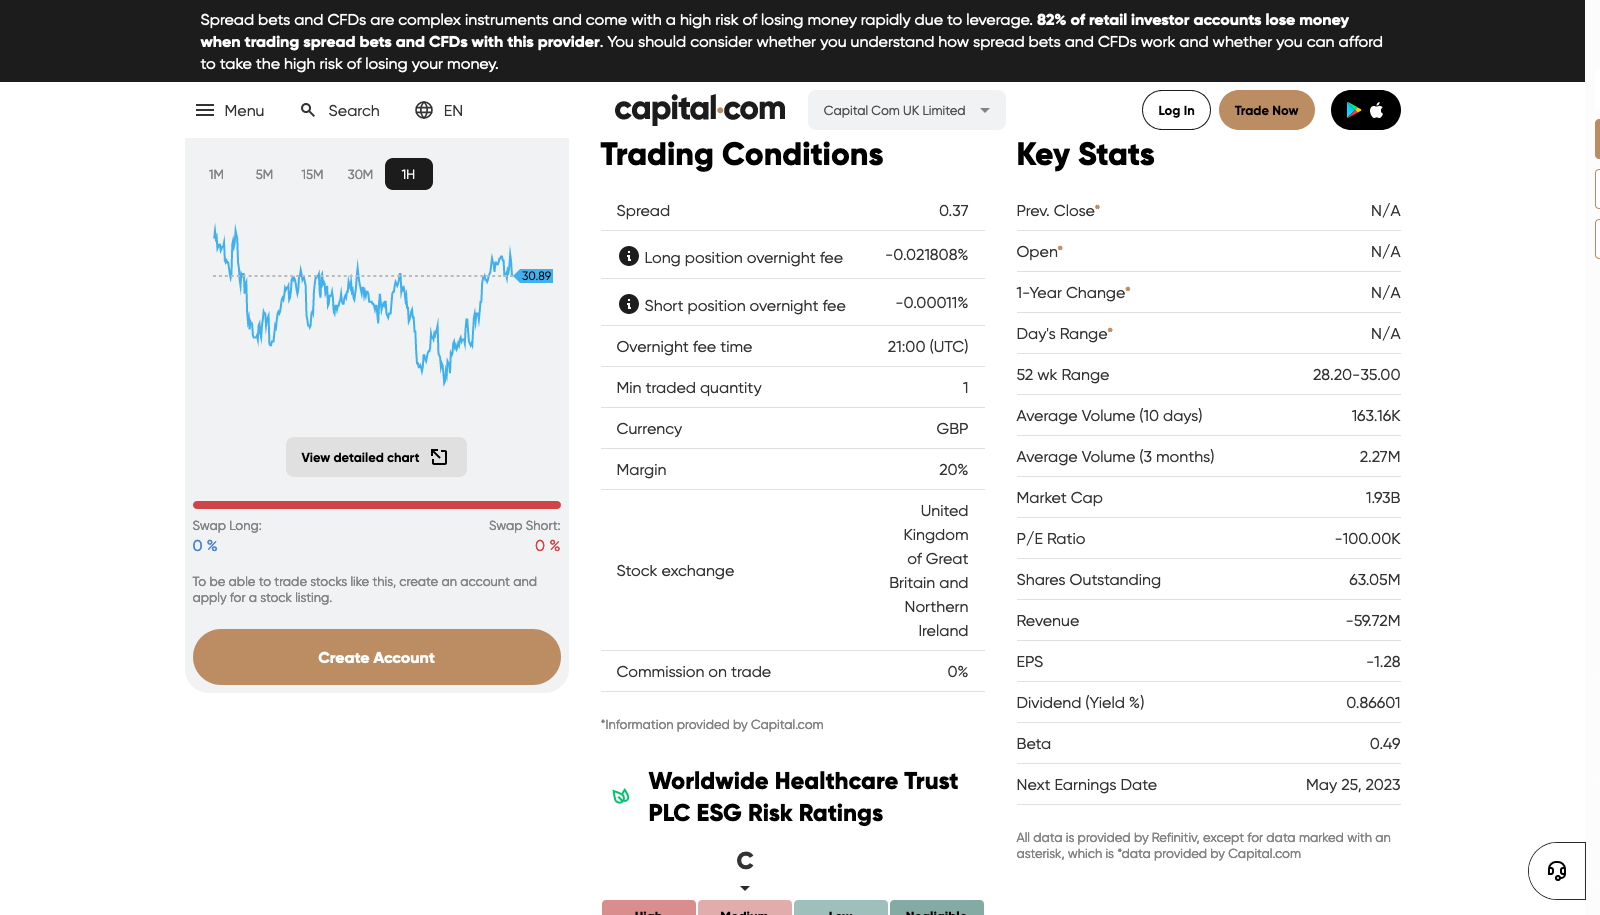 Spread bets and CFDs are complex instruments and come with a high risk of losing money rapidly due to leverage. 82% of retail investor accounts lose money
when trading spread bets and CFDs with this provider. You should consider whether you understand how spread bets and CFDs work and whether you can afford
to take the high risk of losing your money.
Menu
Search
EN
capital.com
Capital Com UK Limited
Log In
Trade Now
1M 5M 15M 30M 1H
30.89
View detailed chart
Swap Long: Swap Short:
0 % 0 %
To be able to trade stocks like this, create an account and
apply for a stock listing.
Create Account
Trading Conditions
Spread 0.37
Long position overnight fee -0.021808%
Short position overnight fee -0.00011%
Overnight fee time 21:00 (UTC)
Min traded quantity 1
Currency GBP
Margin 20%
Stock exchange
United
Kingdom
of Great
Britain and
Northern
Ireland
Commission on trade 0%
*Information provided by Capital.com
Worldwide Healthcare Trust
PLC ESG Risk Ratings
C
High Medium Low Negligible
Key Stats
Prev. Close* N/A
Open* N/A
1-Year Change* N/A
Day's Range* N/A
52 wk Range 28.20-35.00
Average Volume (10 days) 163.16K
Average Volume (3 months) 2.27M
Market Cap 1.93B
P/E Ratio -100.00K
Shares Outstanding 63.05M
Revenue -59.72M
EPS -1.28
Dividend (Yield %) 0.86601
Beta 0.49
Next Earnings Date May 25, 2023
All data is provided by Refinitiv, except for data marked with an
asterisk, which is *data provided by Capital.com